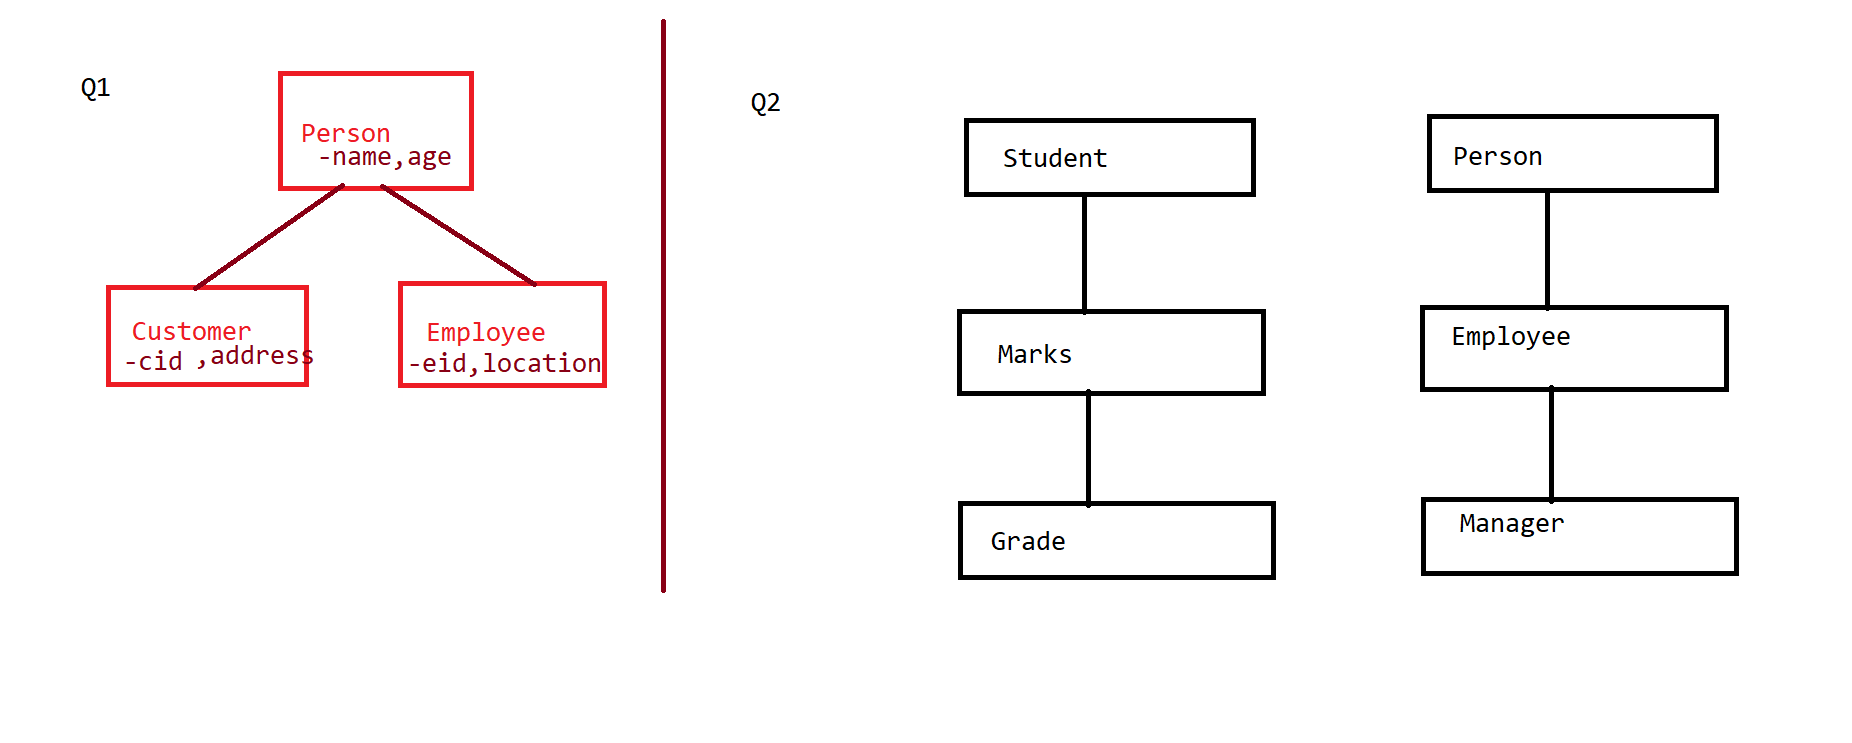 Q1
Person
-name,age
Customer
-cid ,address
Employee
-eid,location
Q2
Student
Marks
Grade
Person
Employee
Manager